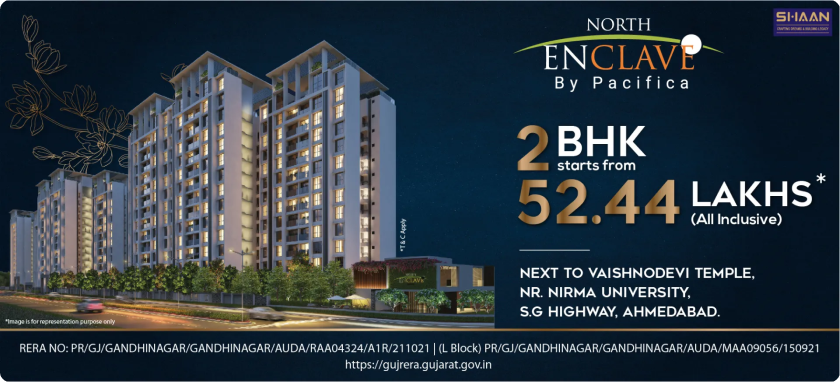 NORTH
ENCLAVE
By Pacifica
SHAAN
2 BHK
starts from
52.44 LAKHS*
(All Inclusive)
*T & C Apply
ENCLAVE
NEXT TO VAISHNODEVI TEMPLE,
NR. NIRMA UNIVERSITY,
S.G HIGHWAY, AHMEDABAD.
*Image is for representation purpose only
RERA NO: PR/GJ/GANDHINAGAR/GANDHINAGAR/AUDA/RAA04324/A1R/211021 | (L Block) PR/GJ/GANDHINAGAR/GANDHINAGAR/AUDA/MAA09056/150921
https://gujrera.gujarat.gov.in